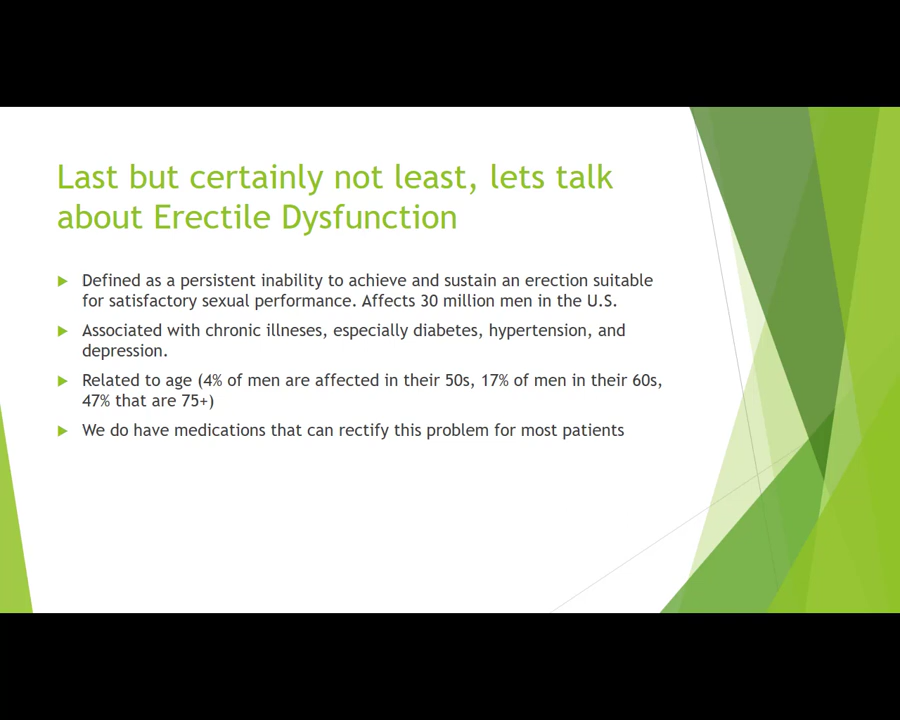 Last but certainly not least, lets talk
about Erectile Dysfunction
Defined as a persistent inability to achieve and sustain an erection suitable
for satisfactory sexual performance. Affects 30 million men in the U.S.
Associated with chronic illneses, especially diabetes, hypertension, and
depression.
Related to age (4% of men are affected in their 50s, 17% of men in their 60s,
47% that are 75+)
We do have medications that can rectify this problem for most patients